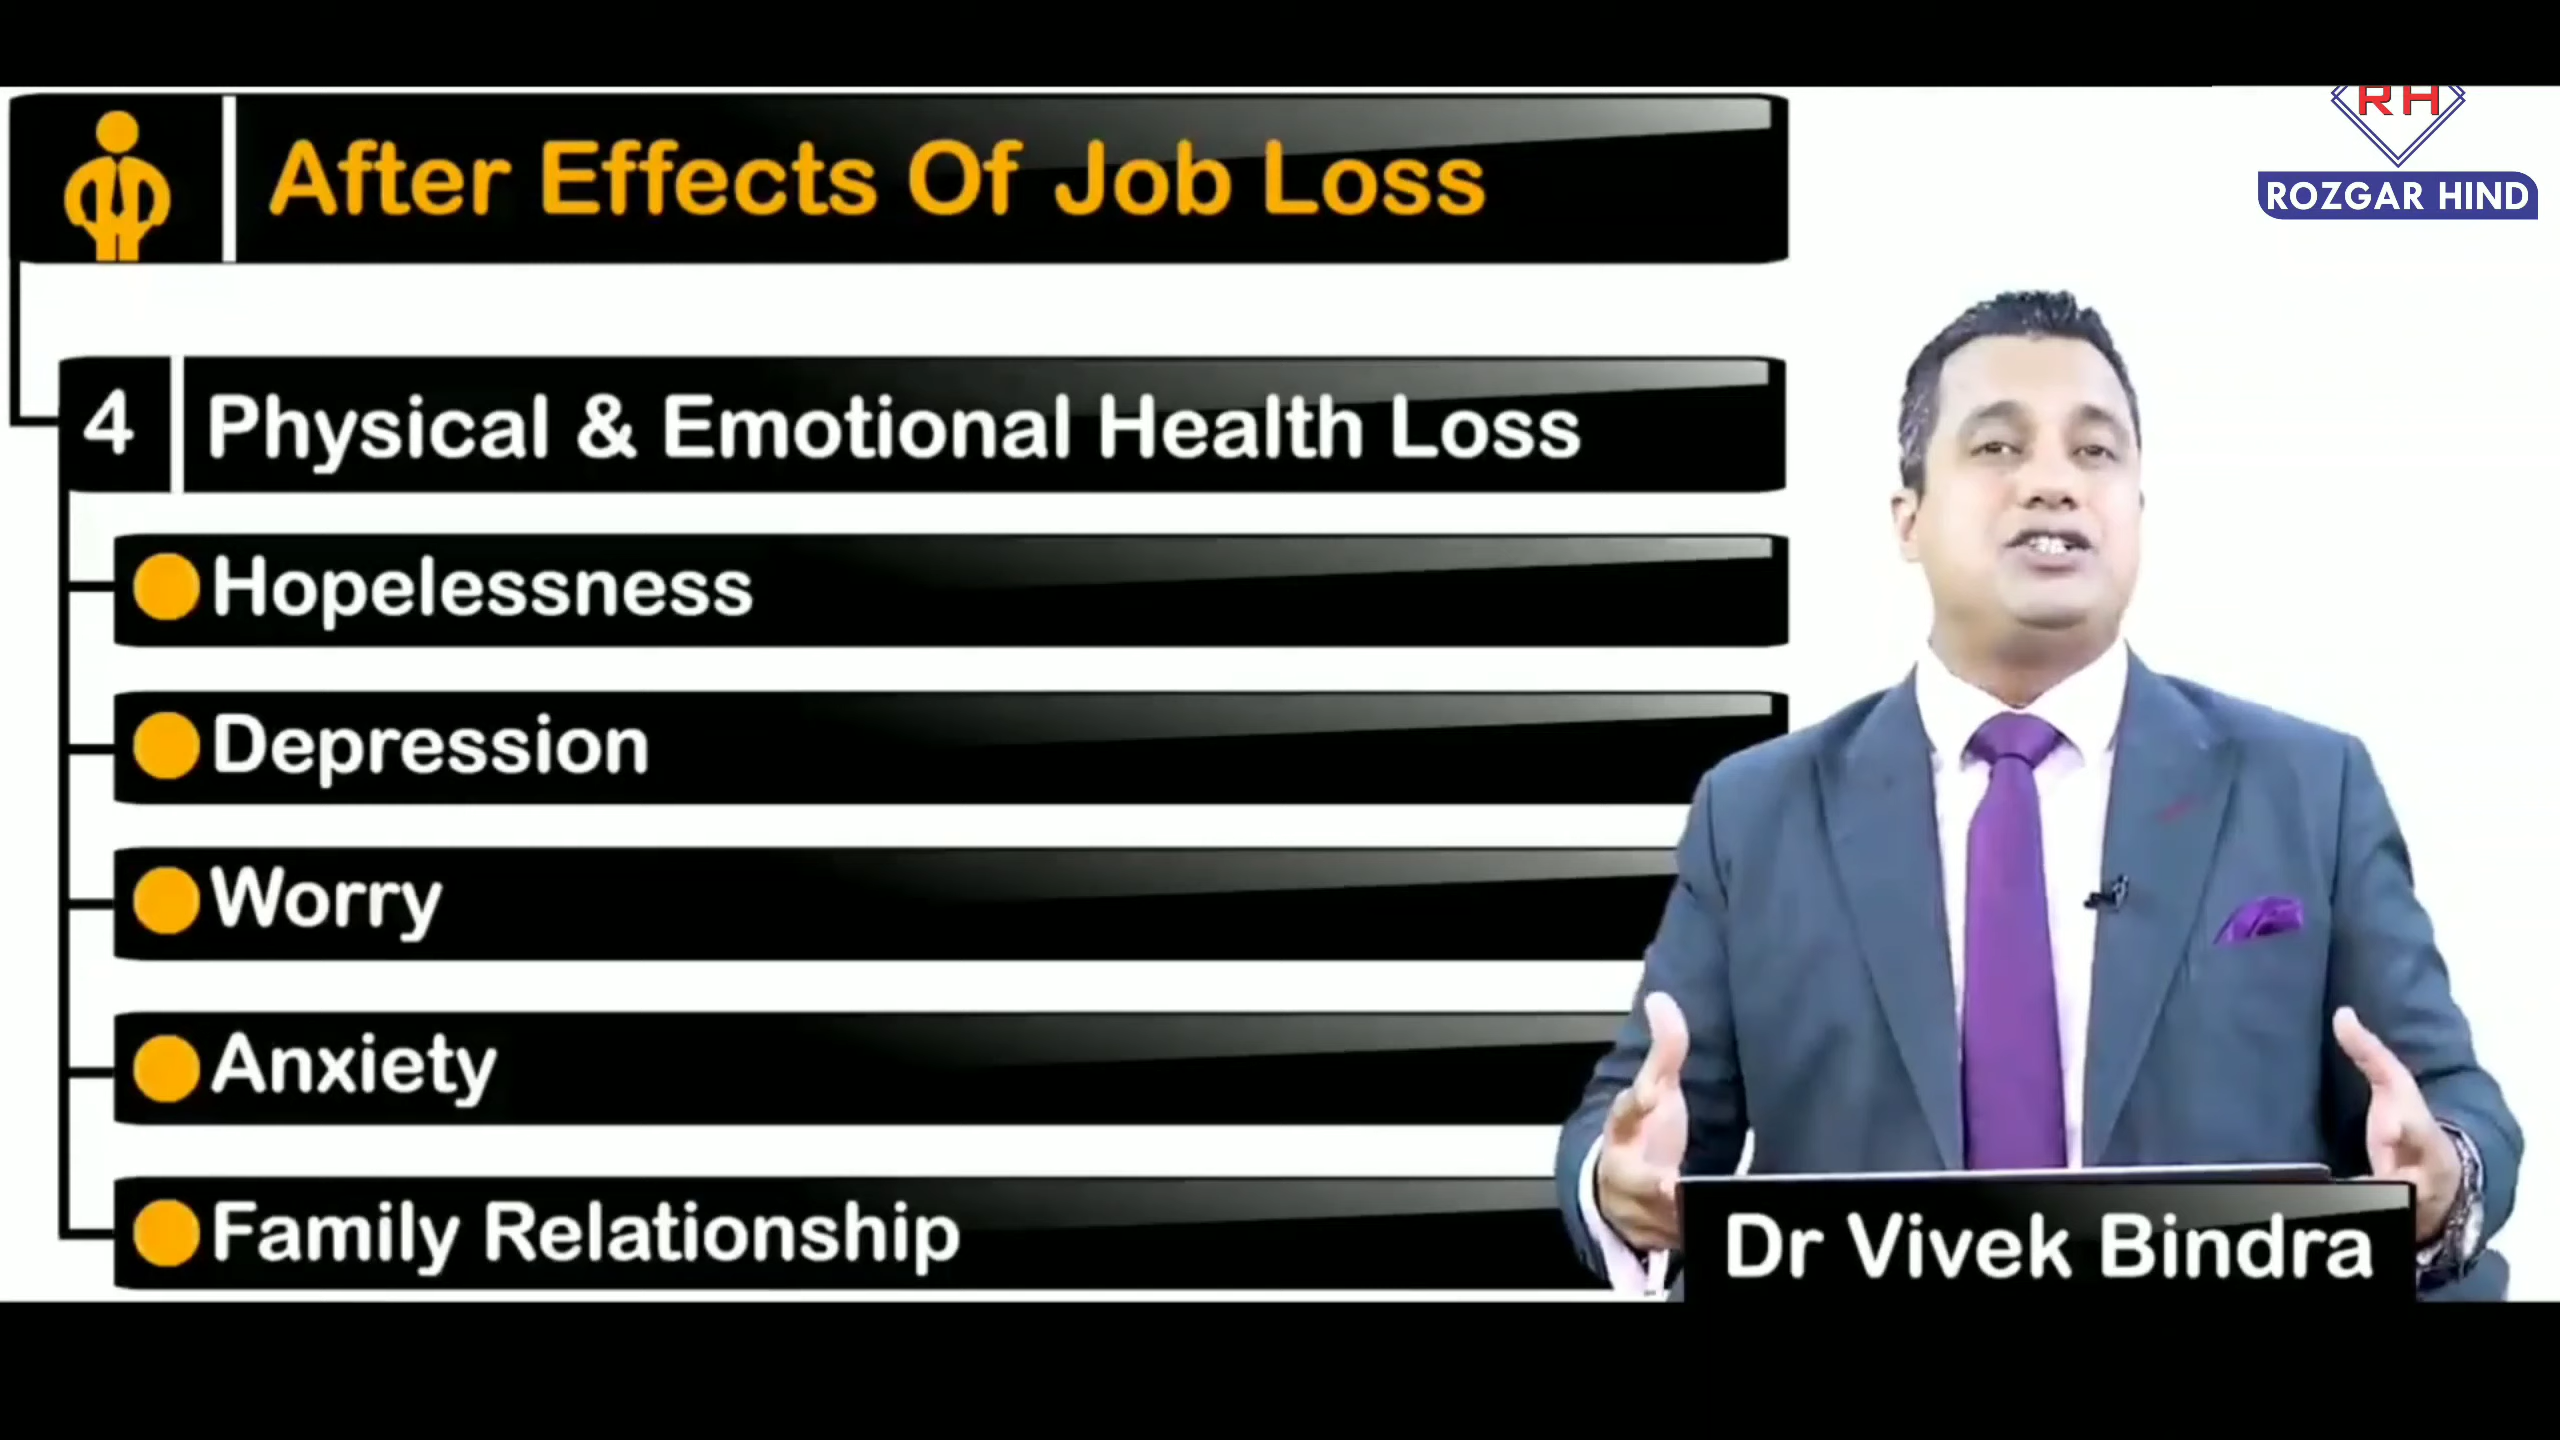 After Effects Of Job Loss
RH
ROZGAR HIND
4 Physical & Emotional Health Loss
Hopelessness
Depression
Worry
Anxiety
Family Relationship
Dr Vivek Bindra